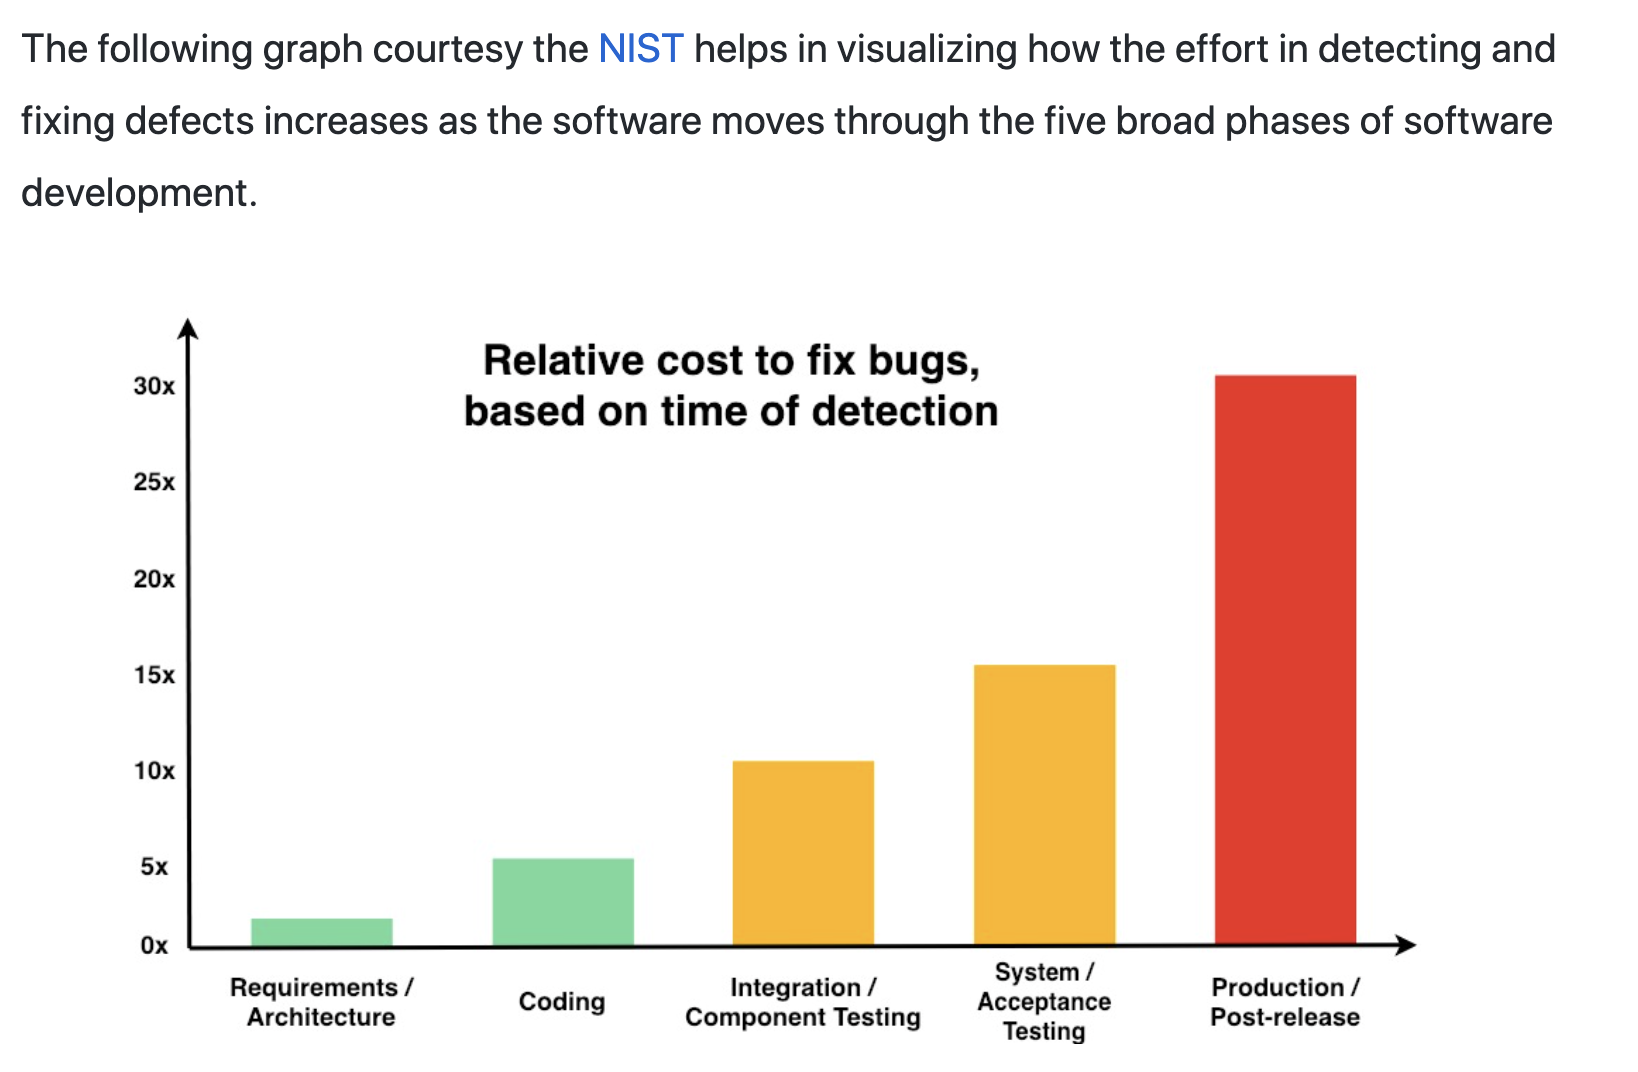 The following graph courtesy the NIST helps in visualizing how the effort in detecting and
fixing defects increases as the software moves through the five broad phases of software
development.
Relative cost to fix bugs,
based on time of detection
30x
25x
20x
15x
10x
5x
0x
Requirements /
Architecture
Coding
Integration /
Component Testing
System /
Acceptance
Testing
Production /
Post-release